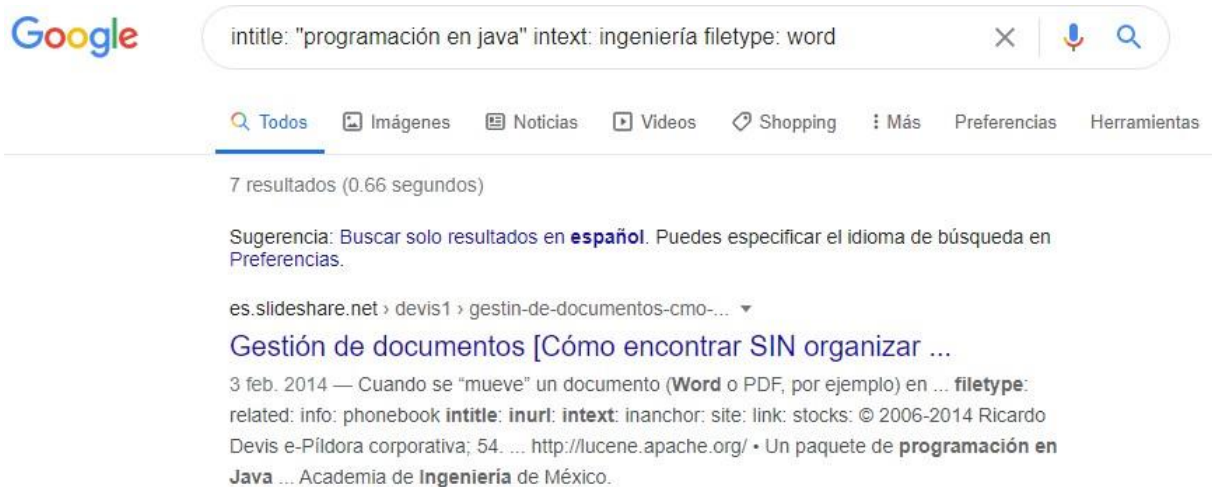 Google
intitle: "programación en java" intext: ingeniería filetype: word
Todos Imágenes Noticias Videos Shopping Más Preferencias Herramientas
7 resultados (0.66 segundos)
Sugerencia: Buscar solo resultados en español. Puedes especificar el idioma de búsqueda en
Preferencias.
es.slideshare.net › devis1 › gestin-de-documentos-cmo-...
Gestión de documentos [Cómo encontrar SIN organizar ...
3 feb. 2014 — Cuando se “mueve” un documento (Word o PDF, por ejemplo) en ... filetype:
related: info: phonebook intitle: inurl: intext: inanchor: site: link: stocks: © 2006-2014 Ricardo
Devis e-Píldora corporativa; 54. ... http://lucene.apache.org/ • Un paquete de programación en
Java ... Academia de Ingeniería de México.